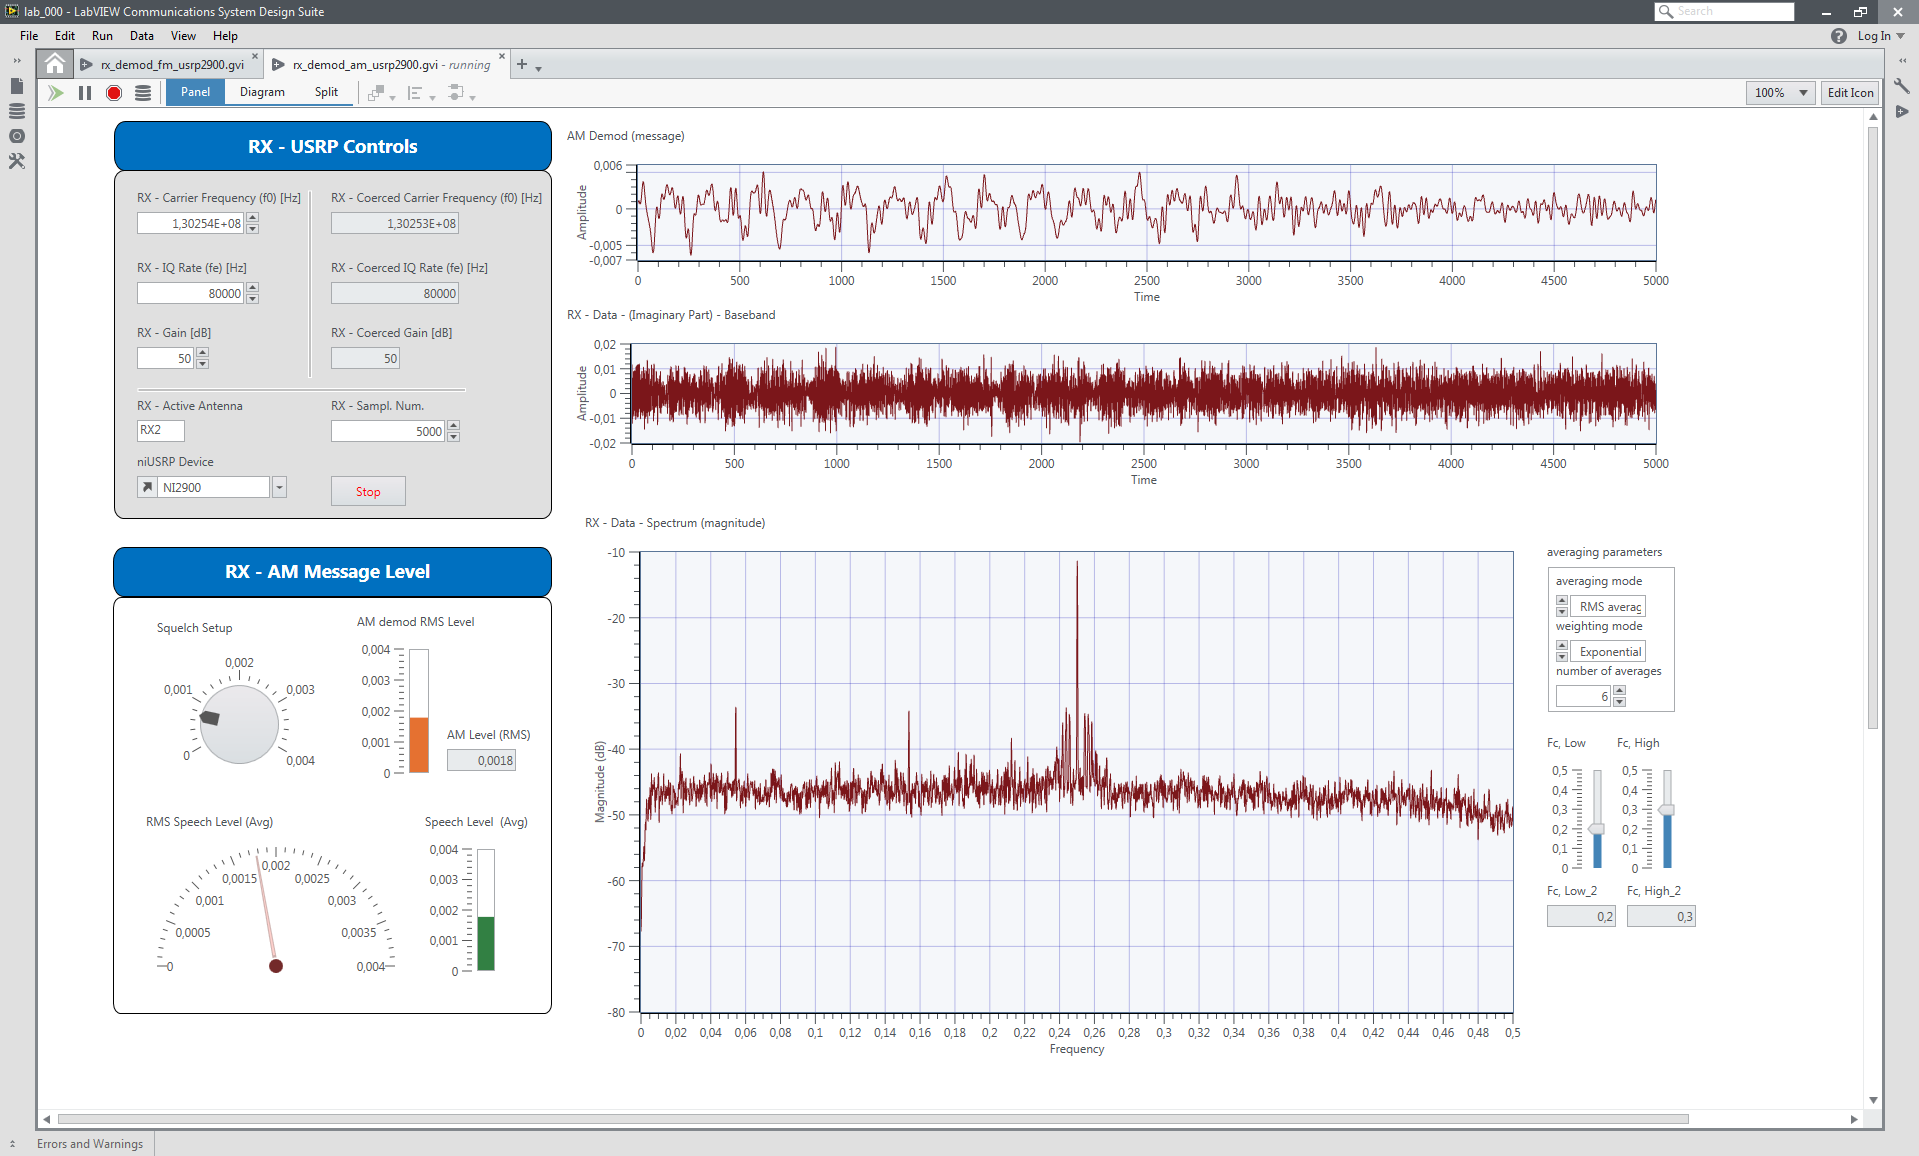 lab_000 - LabVIEW Communications System Design Suite
Search
File Edit Run Data View Help
Log In
rx_demod_fm_usrp2900.gvi
rx_demod_am_usrp2900.gvi - running
Panel Diagram Split
100%
Edit Icon
RX - USRP Controls
RX - Carrier Frequency (f0) [Hz]
RX - Coerced Carrier Frequency (f0) [Hz]
1,30254E+08
1,30253E+08
RX - IQ Rate (fe) [Hz]
RX - Coerced IQ Rate (fe) [Hz]
80000
80000
RX - Gain [dB]
RX - Coerced Gain [dB]
50
50
RX - Active Antenna
RX - Sampl. Num.
RX2
5000
niUSRP Device
NI2900
Stop
RX - AM Message Level
Squelch Setup
0
0,001
0,002
0,003
0,004
AM demod RMS Level
0,004
0,003
0,002
0,001
0
AM Level (RMS)
0,0018
RMS Speech Level (Avg)
0
0,0005
0,001
0,0015
0,002
0,0025
0,003
0,0035
0,004
Speech Level (Avg)
0,004
0,003
0,002
0,001
0
AM Demod (message)
Amplitude
0,006
0
-0,005
-0,007
0 500 1000 1500 2000 2500 3000 3500 4000 4500 5000
Time
RX - Data - (Imaginary Part) - Baseband
Amplitude
0,02
0,01
0
-0,01
-0,02
0 500 1000 1500 2000 2500 3000 3500 4000 4500 5000
Time
RX - Data - Spectrum (magnitude)
Magnitude (dB)
-10
-20
-30
-40
-50
-60
-70
-80
0 0,02 0,04 0,06 0,08 0,1 0,12 0,14 0,16 0,18 0,2 0,22 0,24 0,26 0,28 0,3 0,32 0,34 0,36 0,38 0,4 0,42 0,44 0,46 0,48 0,5
Frequency
averaging parameters
averaging mode
RMS averag
weighting mode
Exponential
number of averages
6
Fc, Low
Fc, High
0,5 0,5
0,4 0,4
0,3 0,3
0,2 0,2
0,1 0,1
0 0
Fc, Low_2
Fc, High_2
0,2
0,3
Errors and Warnings